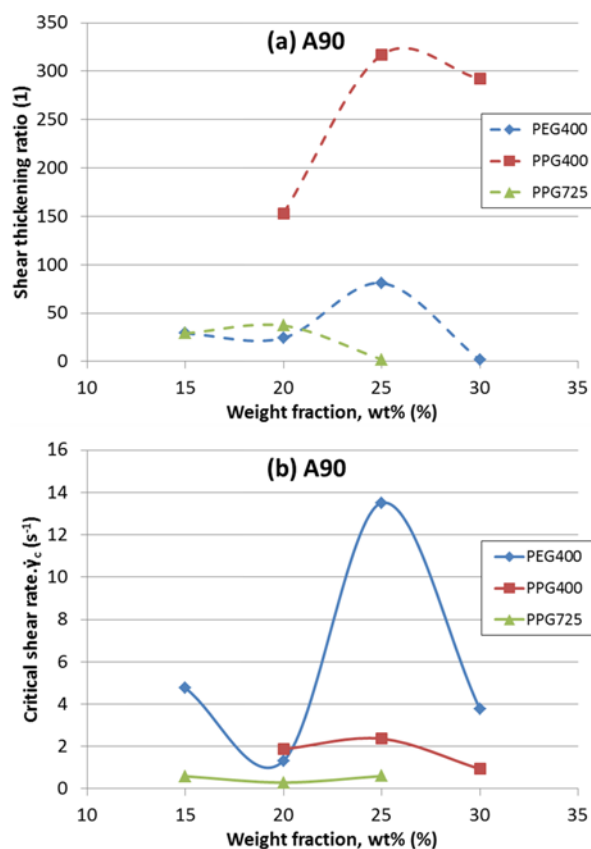 (a) A90
Shear thickening ratio (1)
350
300
250
200
150
100
50
0
10 15 20 25 30 35
Weight fraction, wt% (%)
PEG400
PPG400
PPG725
(b) A90
Critical shear rate.γ̇c (s-1)
16
14
12
10
8
6
4
2
0
10 15 20 25 30 35
Weight fraction, wt% (%)
PEG400
PPG400
PPG725